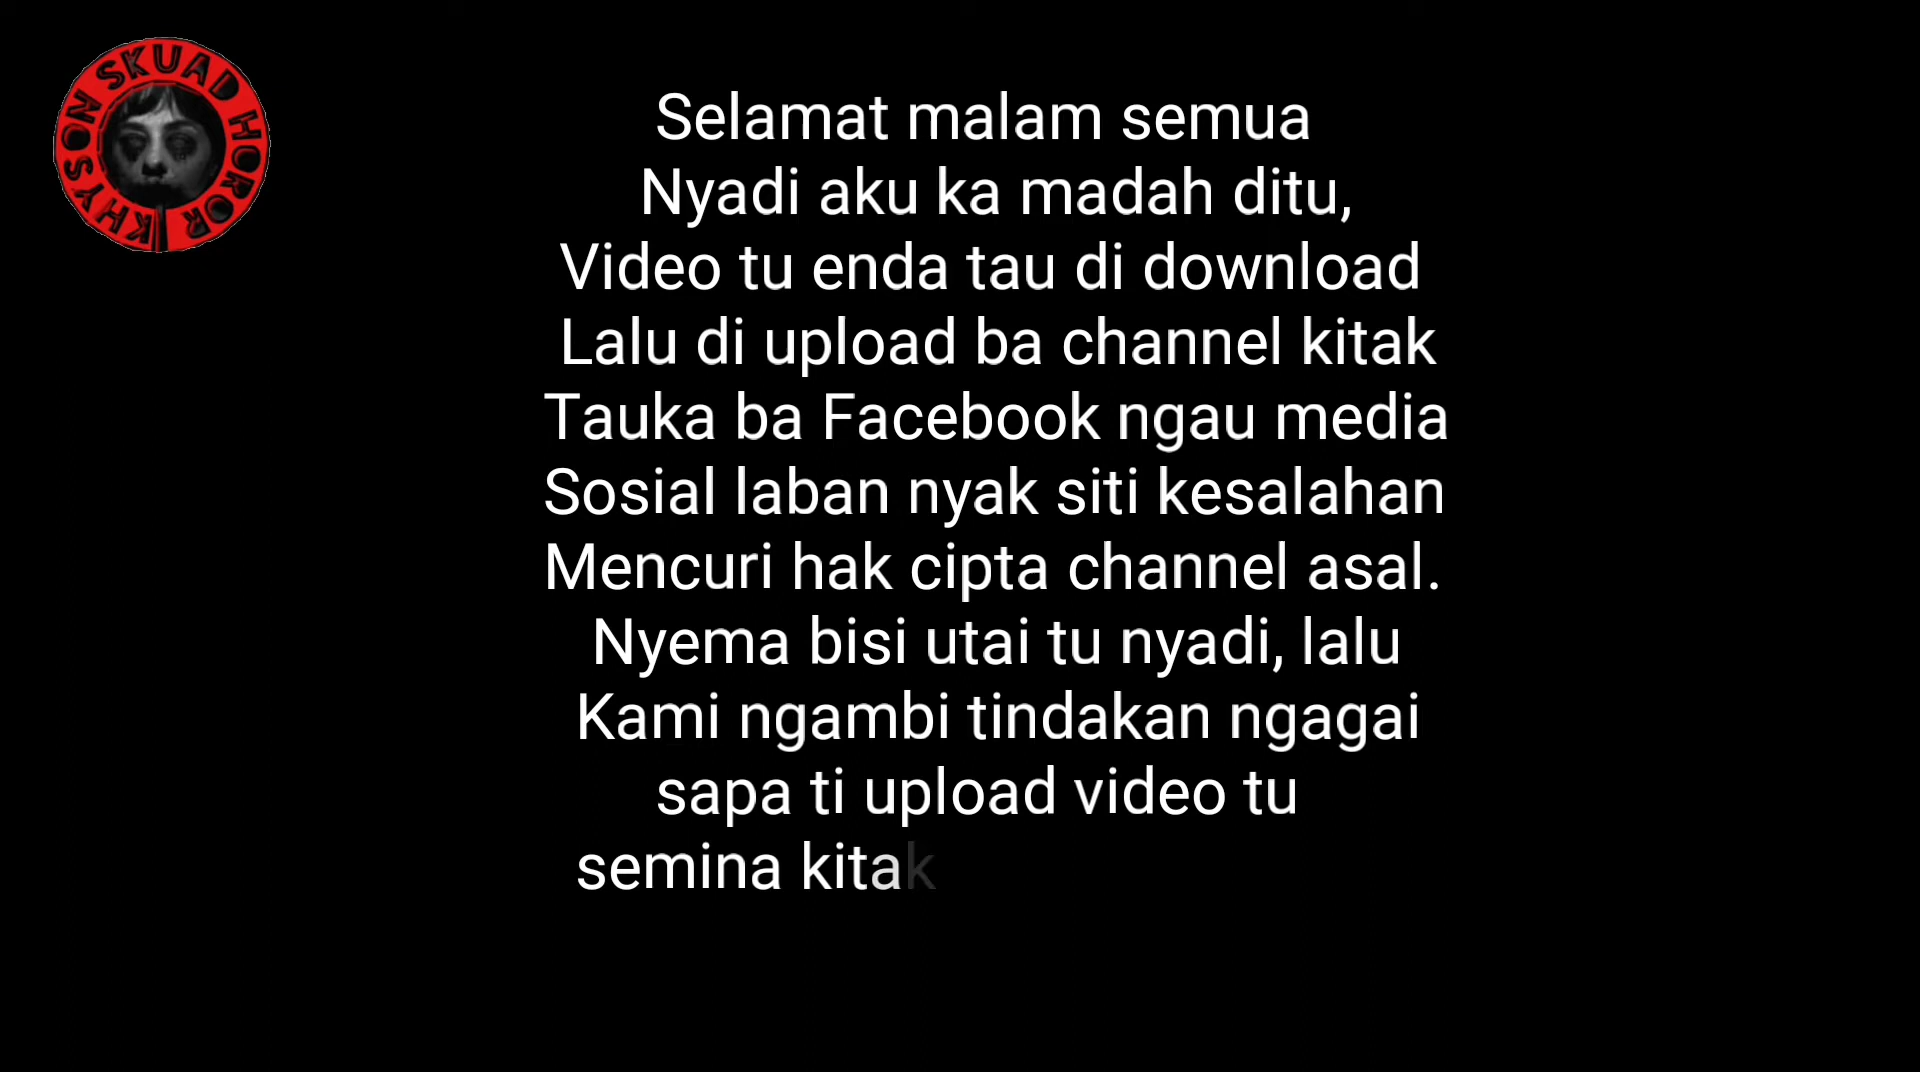 KHYSON SKUAD HOROR
Selamat malam semua
Nyadi aku ka madah ditu,
Video tu enda tau di download
Lalu di upload ba channel kitak
Tauka ba Facebook ngau media
Sosial laban nyak siti kesalahan
Mencuri hak cipta channel asal.
Nyema bisi utai tu nyadi, lalu
Kami ngambi tindakan ngagai
sapa ti upload video tu
semina kitak